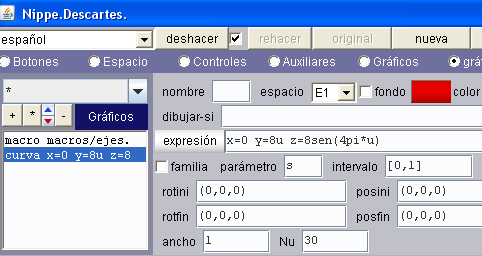 Nippe.Descartes.
español deshacer rehacer original nueva
Botones Espacio Controles Auxiliares Gráficos
* nombre espacio E1 fondo color
+ * - Gráficos dibujar-si
macro macros/ejes. expresión x=0 y=8u z=8sen(4pi*u)
curva x=0 y=8u z=8 familia parámetro s intervalo [0,1]
rotini (0,0,0) posini (0,0,0)
rotfin (0,0,0) posfin (0,0,0)
ancho 1 Nu 30